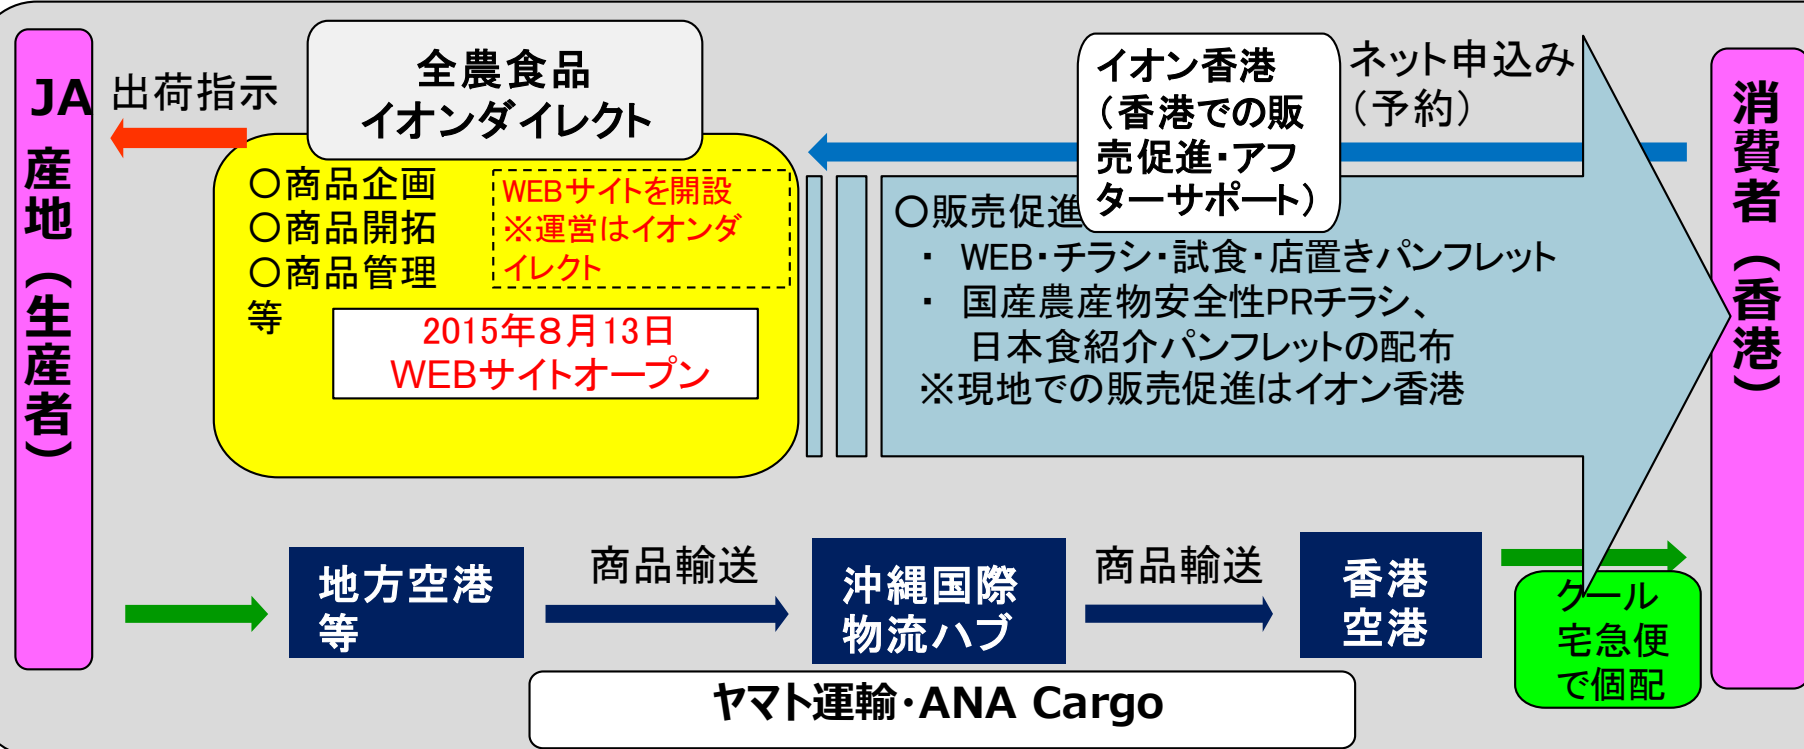 JA
産地（生産者）
出荷指示
全農食品
イオンダイレクト
〇商品企画
〇商品開拓
〇商品管理
等
WEBサイトを開設
※運営はイオンダ
イレクト
2015年８月13日
WEBサイトオープン
イオン香港
（香港での販
売促進・アフ
ターサポート）
ネット申込み
（予約）
〇販売促進
・ WEB・チラシ・試食・店置きパンフレット
・ 国産農産物安全性PRチラシ、
日本食紹介パンフレットの配布
※現地での販売促進はイオン香港
消費者（香港）
地方空港
等
商品輸送
沖縄国際
物流ハブ
商品輸送
香港
空港
クール
宅急便
で個配
ヤマト運輸・ANA Cargo